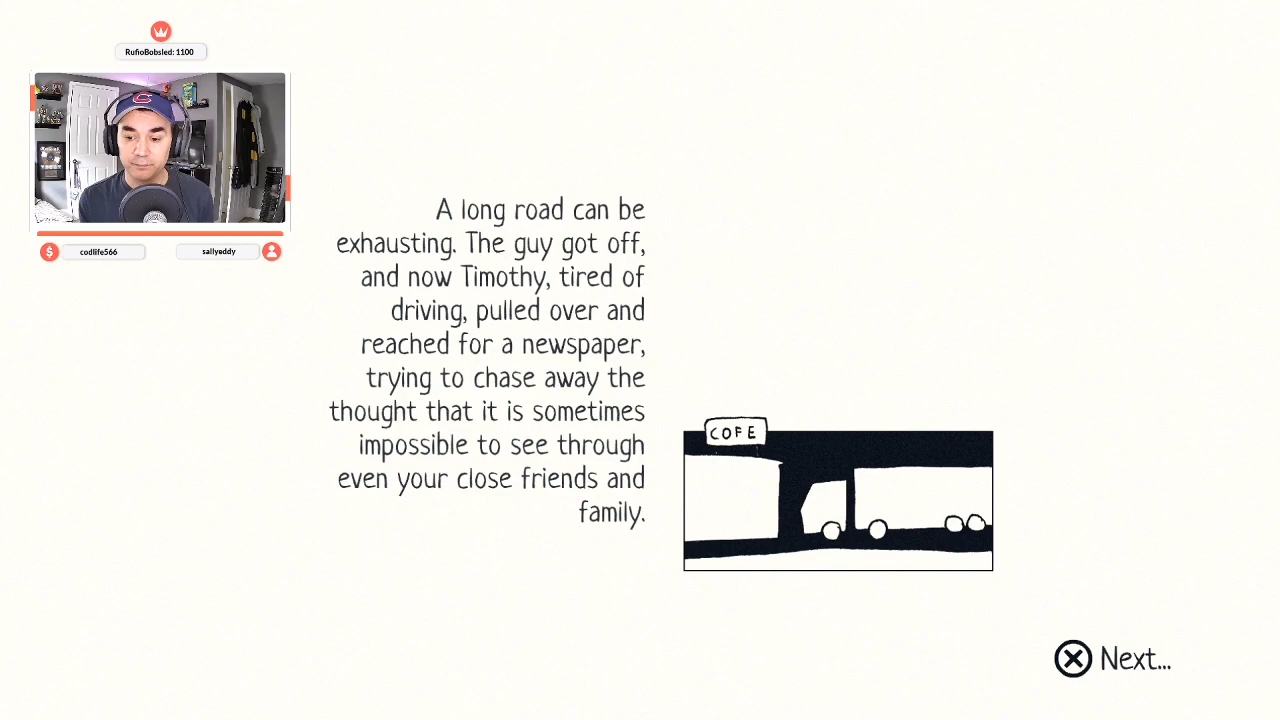 RufioBobsled: 1100
codlife566
sallyeddy
A long road can be
exhausting. The guy got off,
and now Timothy, tired of
driving, pulled over and
reached for a newspaper,
trying to chase away the
thought that it is sometimes
impossible to see through
even your close friends and
family.
COFE
Next...